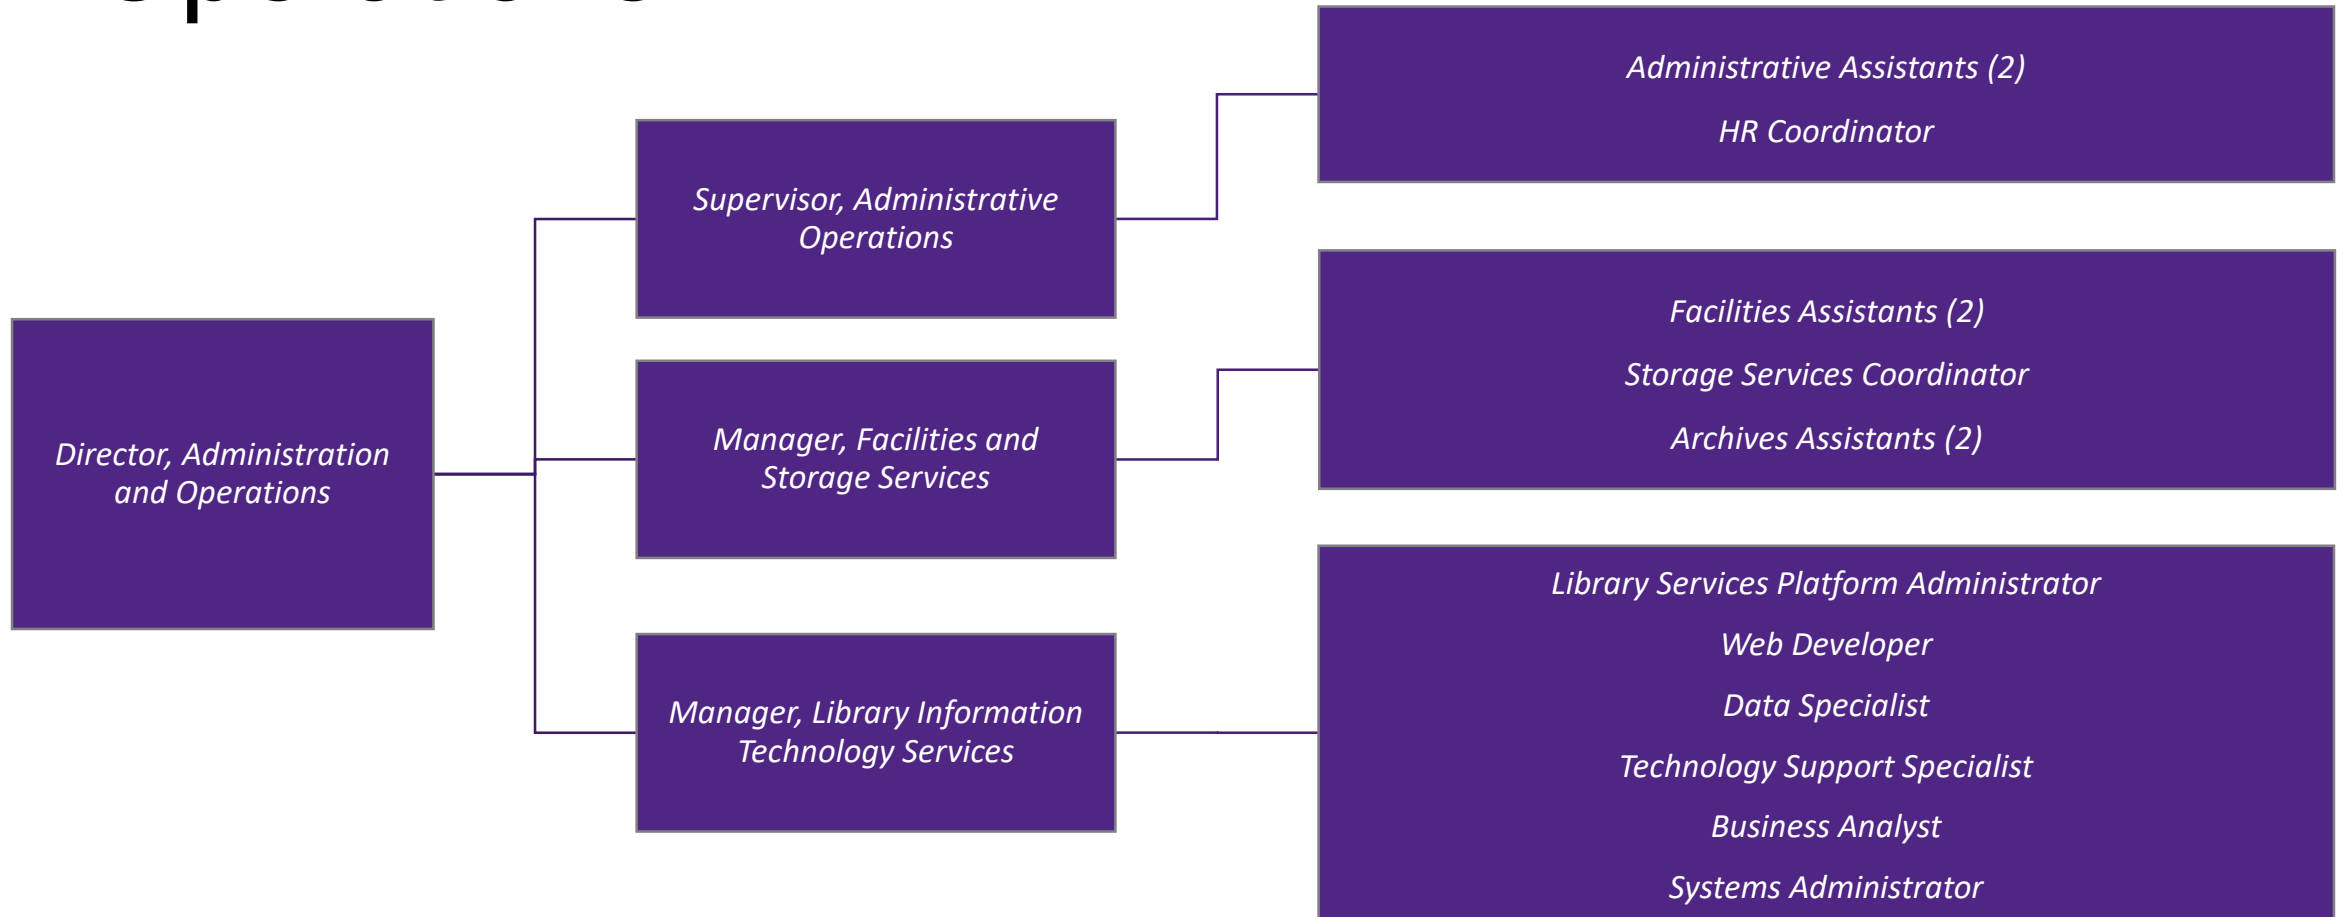 Director, Administration
and Operations
Supervisor, Administrative
Operations
Manager, Facilities and
Storage Services
Manager, Library Information
Technology Services
Administrative Assistants (2)
HR Coordinator
Facilities Assistants (2)
Storage Services Coordinator
Archives Assistants (2)
Library Services Platform Administrator
Web Developer
Data Specialist
Technology Support Specialist
Business Analyst
Systems Administrator